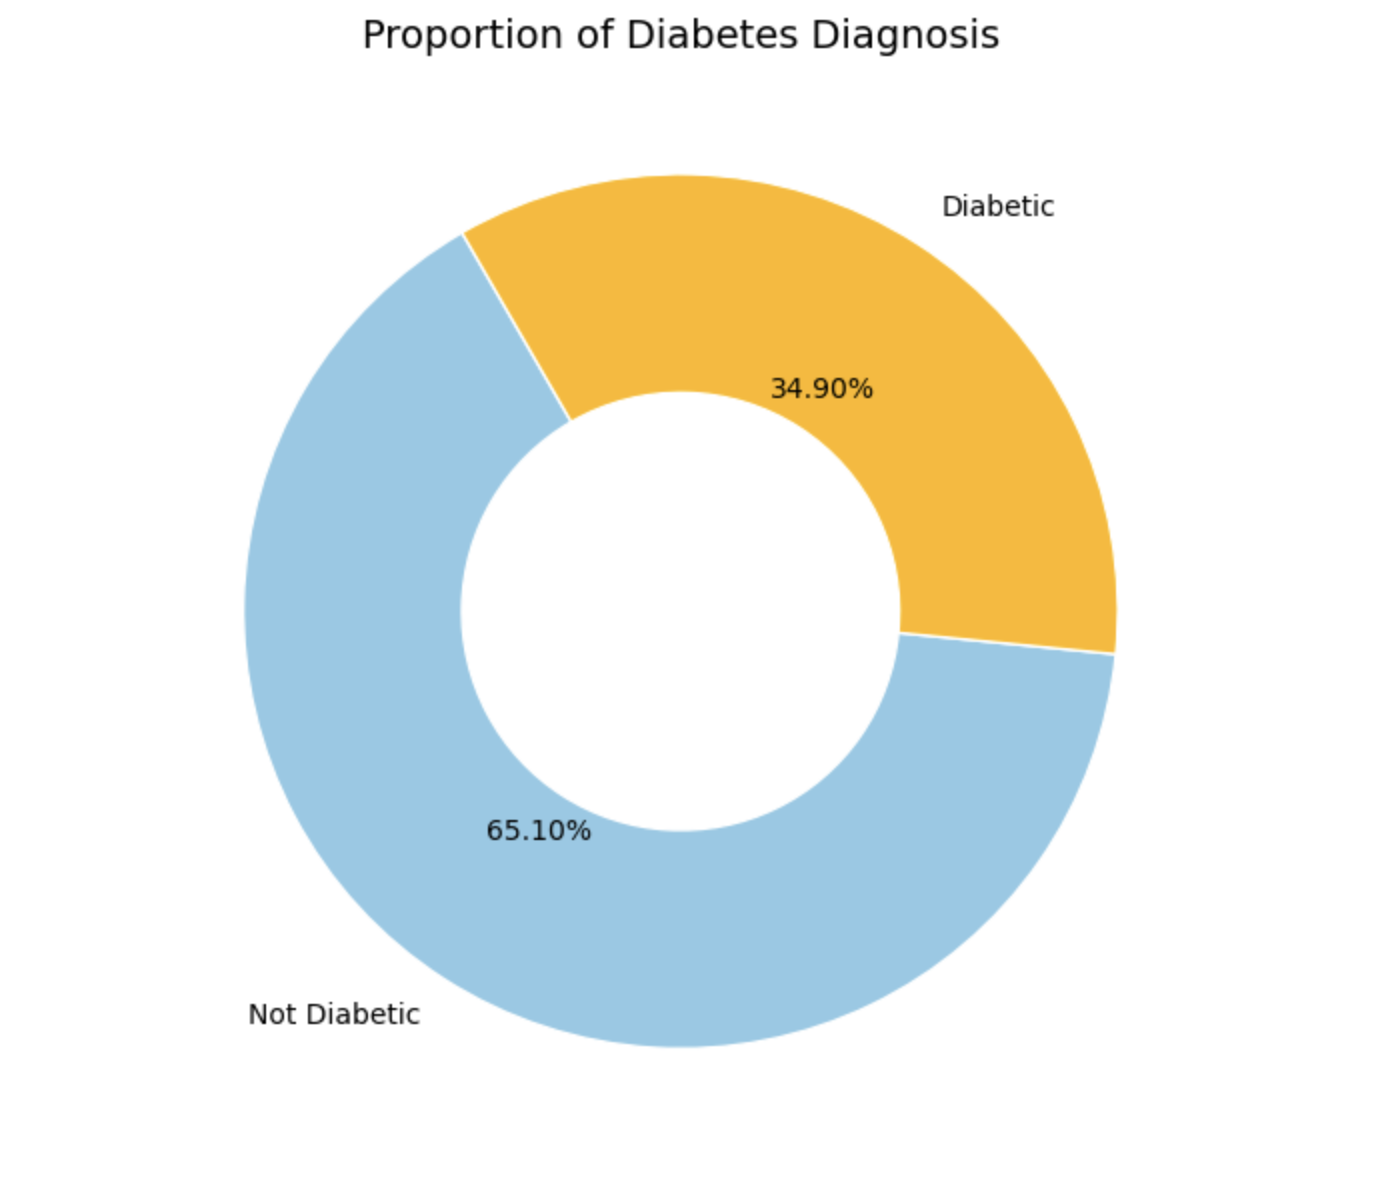 Proportion of Diabetes Diagnosis
Diabetic
34.90%
65.10%
Not Diabetic